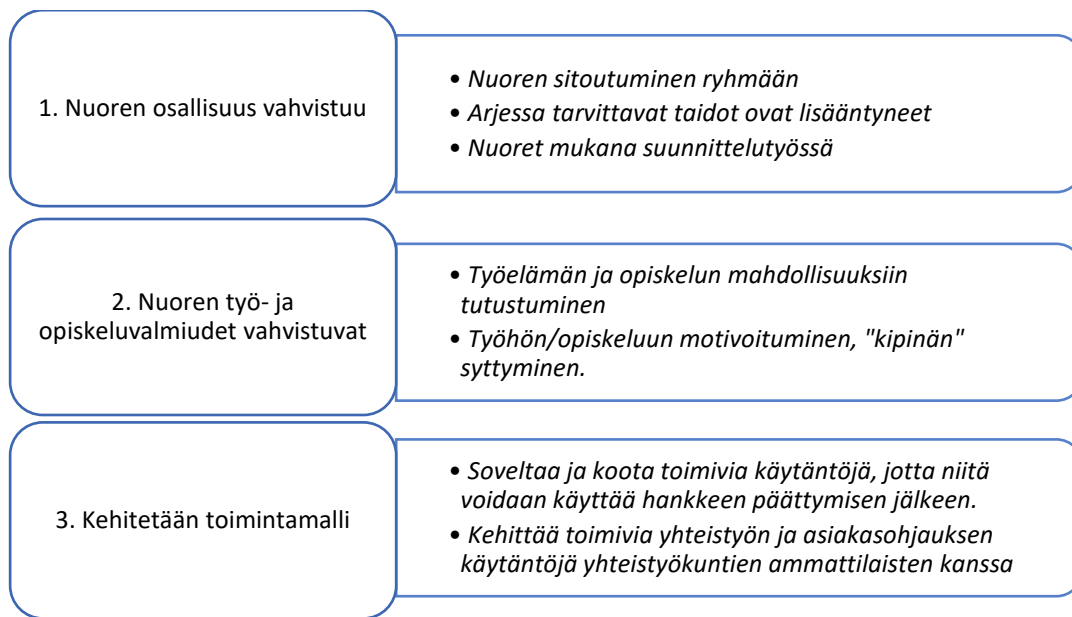 1. Nuoren osallisuus vahvistuu
• Nuoren sitoutuminen ryhmään
• Arjessa tarvittavat taidot ovat lisääntyneet
• Nuoret mukana suunnittelutyössä
2. Nuoren työ- ja
opiskeluvalmiudet vahvistuvat
• Työelämän ja opiskelun mahdollisuuksiin
tutustuminen
• Työhön/opiskeluun motivoituminen, "kipinän"
syttyminen.
3. Kehitetään toimintamalli
• Soveltaa ja koota toimivia käytäntöjä, jotta niitä
voidaan käyttää hankkeen päättymisen jälkeen.
• Kehittää toimivia yhteistyön ja asiakasohjauksen
käytäntöjä yhteistyökuntien ammattilaisten kanssa